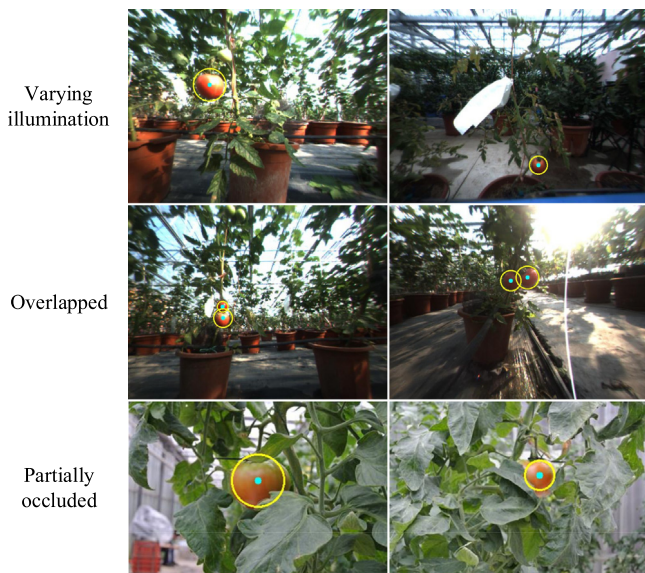 Varying
illumination
Overlapped
Partially
occluded